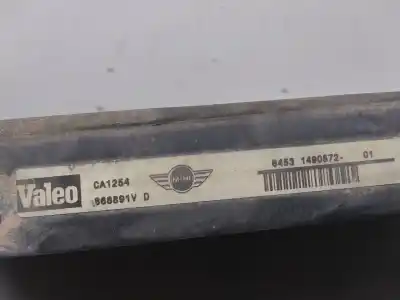 Valeo
CA1254
868891V D
MINI
6453 1490572- 01